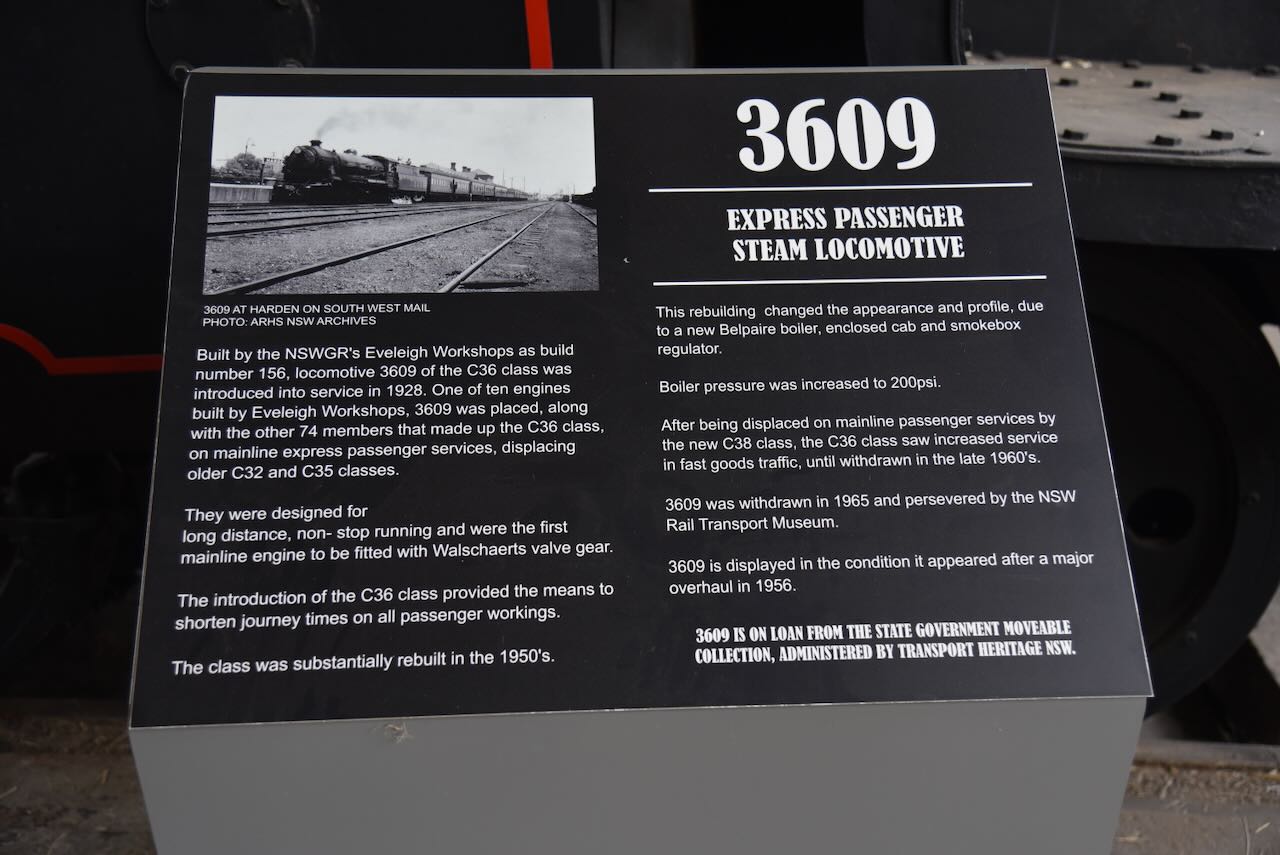 3609 AT HARDEN ON SOUTH WEST MAIL
PHOTO: ARHS NSW ARCHIVES
Built by the NSWGR's Eveleigh Workshops as build
number 156, locomotive 3609 of the C36 class was
introduced into service in 1928. One of ten engines
built by Eveleigh Workshops, 3609 was placed, along
with the other 74 members that made up the C36 class,
on mainline express passenger services, displacing
older C32 and C35 classes.
They were designed for
long distance, non- stop running and were the first
mainline engine to be fitted with Walschaerts valve gear.
The introduction of the C36 class provided the means to
shorten journey times on all passenger workings.
The class was substantially rebuilt in the 1950's.
3609
EXPRESS PASSENGER
STEAM LOCOMOTIVE
This rebuilding changed the appearance and profile, due
to a new Belpaire boiler, enclosed cab and smokebox
regulator.
Boiler pressure was increased to 200psi.
After being displaced on mainline passenger services by
the new C38 class, the C36 class saw increased service
in fast goods traffic, until withdrawn in the late 1960's.
3609 was withdrawn in 1965 and persevered by the NSW
Rail Transport Museum.
3609 is displayed in the condition it appeared after a major
overhaul in 1956.
3609 IS ON LOAN FROM THE STATE GOVERNMENT MOVEABLE
COLLECTION, ADMINISTERED BY TRANSPORT HERITAGE NSW.